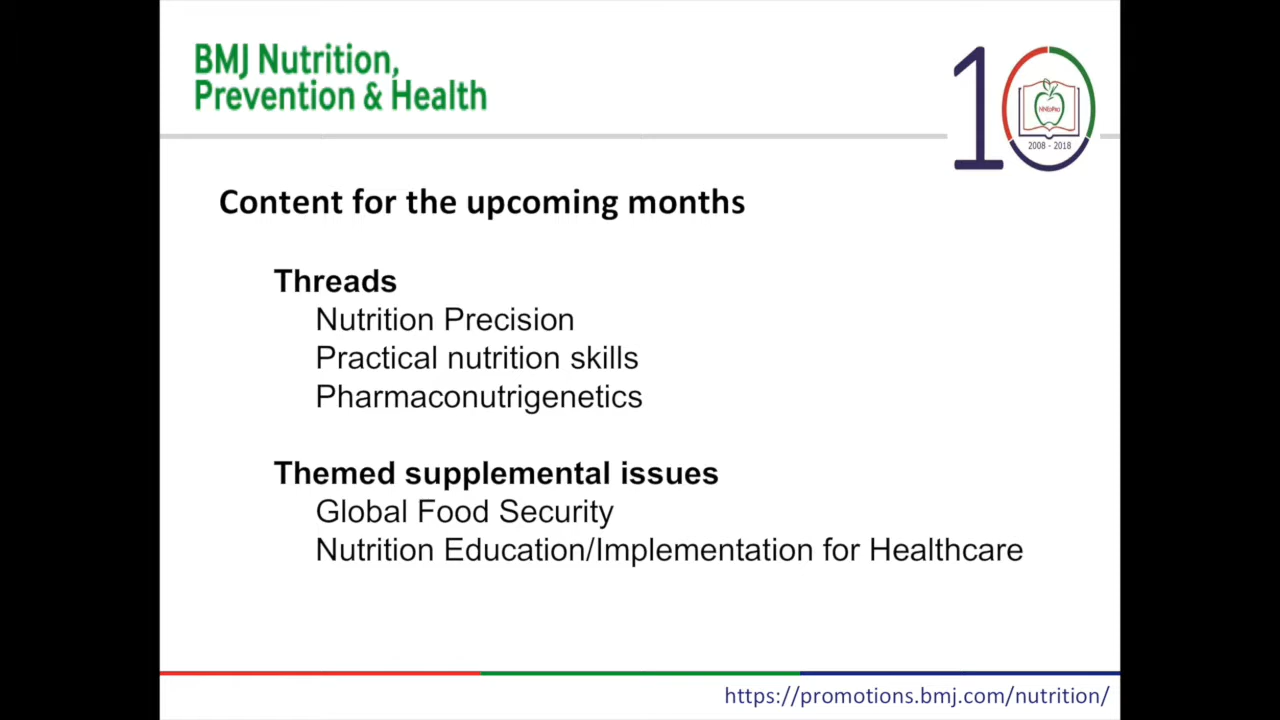 BMJ Nutrition,
Prevention & Health
10
NNEdPro
2008 - 2018
Content for the upcoming months
Threads
Nutrition Precision
Practical nutrition skills
Pharmaconutrigenetics
Themed supplemental issues
Global Food Security
Nutrition Education/Implementation for Healthcare
https://promotions.bmj.com/nutrition/